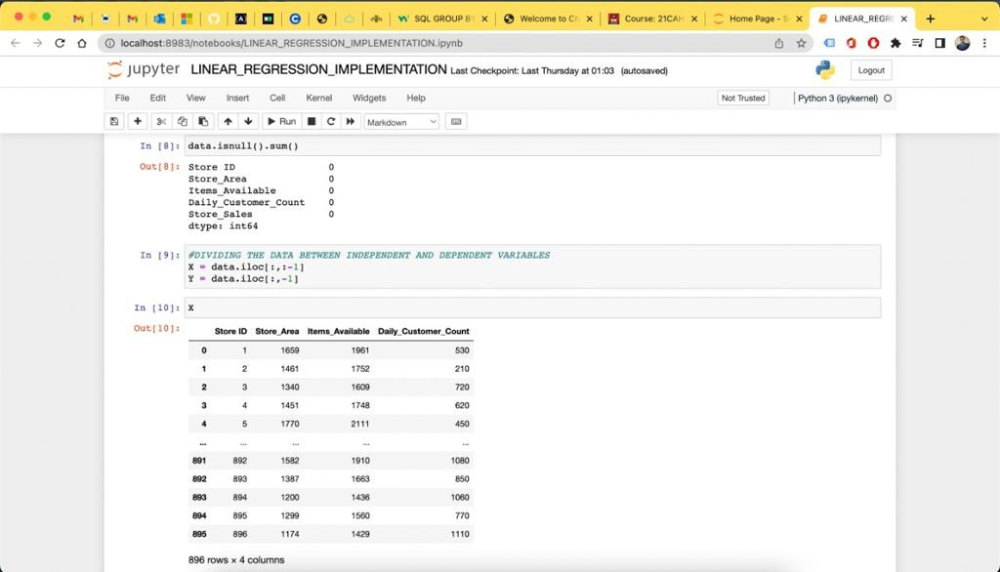 SQL GROUP BY
Welcome to Ch
Course: 21CAH
Home Page - S
LINEAR_REGRE
localhost:8983/notebooks/LINEAR_REGRESSION_IMPLEMENTATION.ipynb
jupyter LINEAR_REGRESSION_IMPLEMENTATION Last Checkpoint: Last Thursday at 01:03 (autosaved)
Logout
File Edit View Insert Cell Kernel Widgets Help
Not Trusted
Python 3 (ipykernel)
Run
Markdown
In [8]: data.isnull().sum()
Out[8]: Store ID 0
Store_Area 0
Items_Available 0
Daily_Customer_Count 0
Store_Sales 0
dtype: int64
In [9]: #DIVIDING THE DATA BETWEEN INDEPENDENT AND DEPENDENT VARIABLES
X = data.iloc[:,:-1]
Y = data.iloc[:,-1]
In [10]: X
Out[10]:
Store ID Store_Area Items_Available Daily_Customer_Count
0 1 1659 1961 530
1 2 1461 1752 210
2 3 1340 1609 720
3 4 1451 1748 620
4 5 1770 2111 450
... ... ... ... ...
891 892 1582 1910 1080
892 893 1387 1663 850
893 894 1200 1436 1060
894 895 1299 1560 770
895 896 1174 1429 1110
896 rows × 4 columns